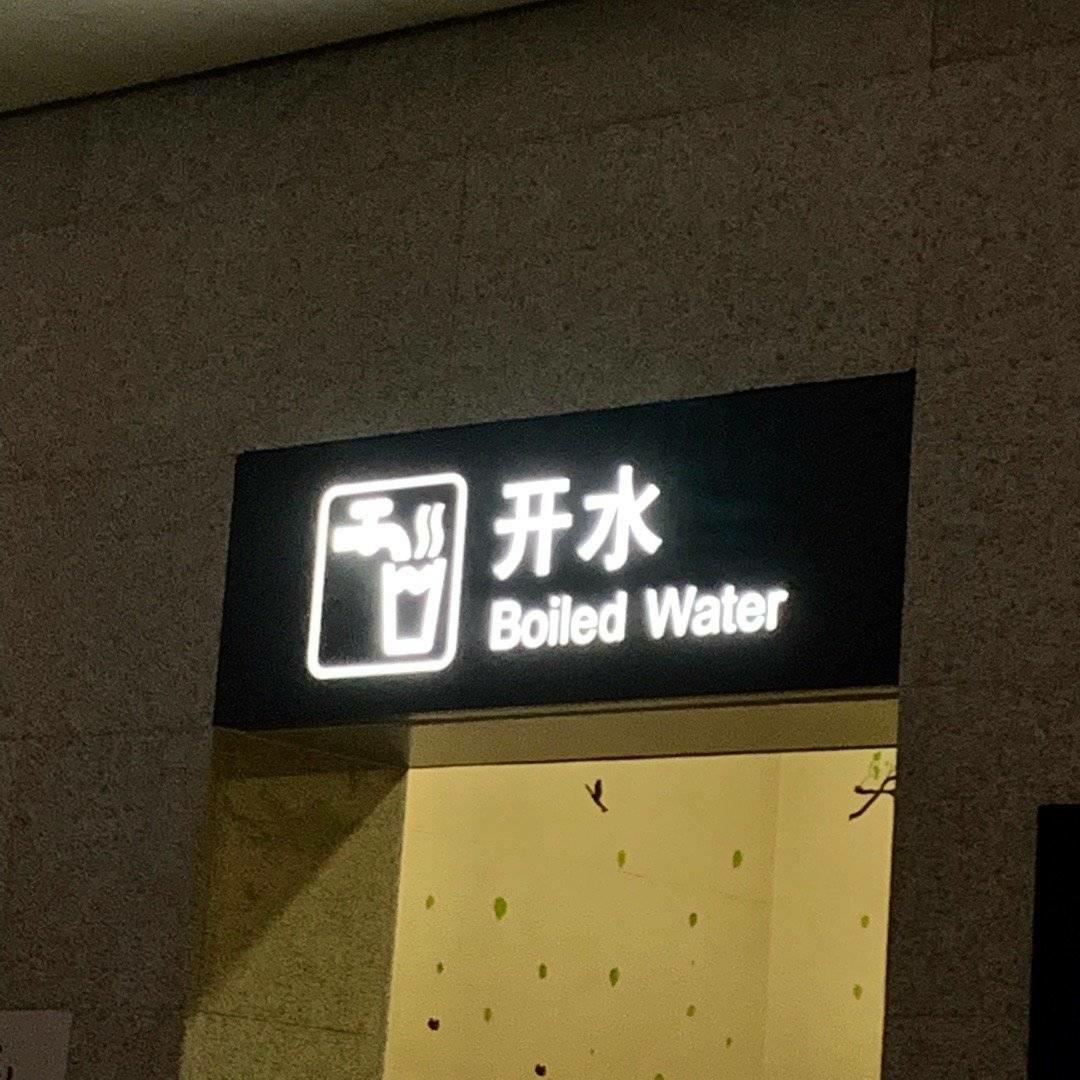 开水
Boiled Water